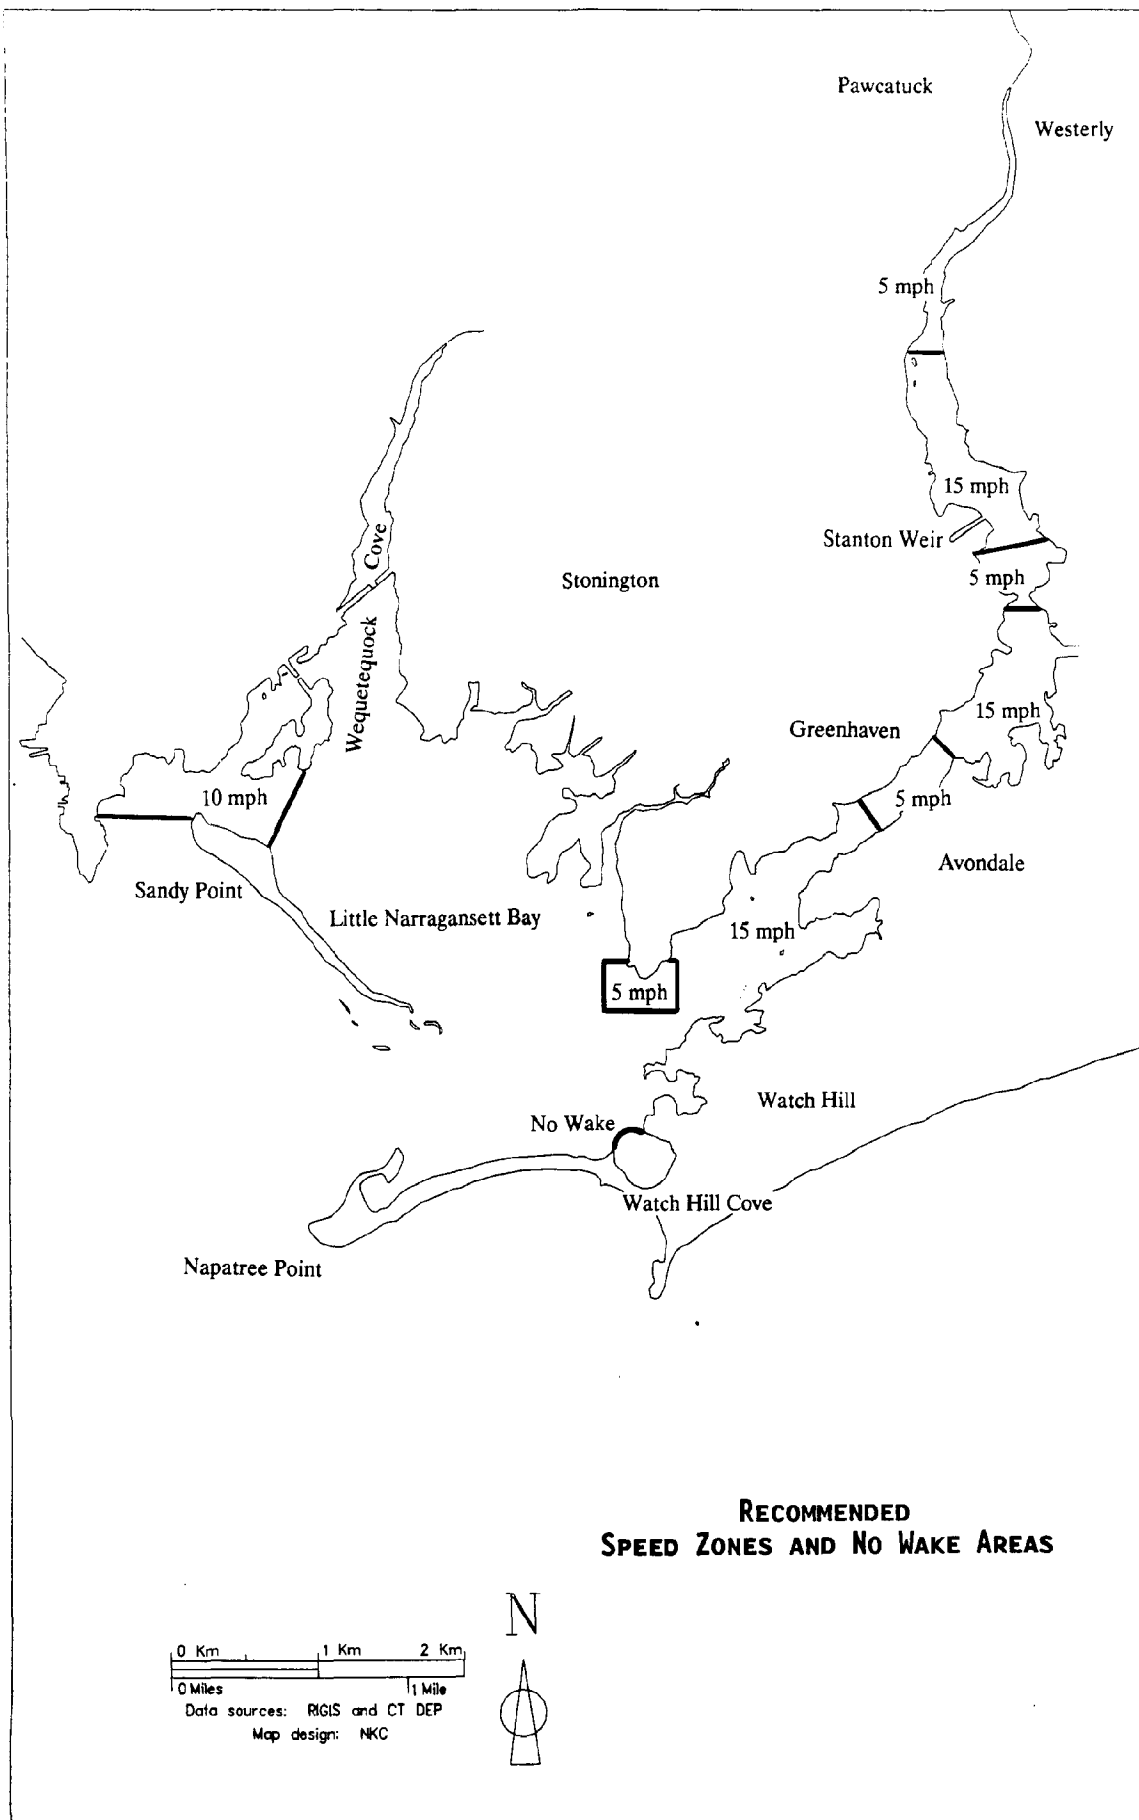 Pawcatuck
Westerly
5 mph
15 mph
Stanton Weir
Cove
5 mph
Stonington
Wequetequock
15 mph
Greenhaven
10 mph
5 mph
Avondale
Sandy Point
Little Narragansett Bay
15 mph
5 mph
Watch Hill
No Wake
Watch Hill Cove
Napatree Point
RECOMMENDED
SPEED ZONES AND NO WAKE AREAS
N
0 Km 1 Km 2 Km
0 Miles 1 Mile
Data sources: RIGIS and CT DEP
Map design: NKC